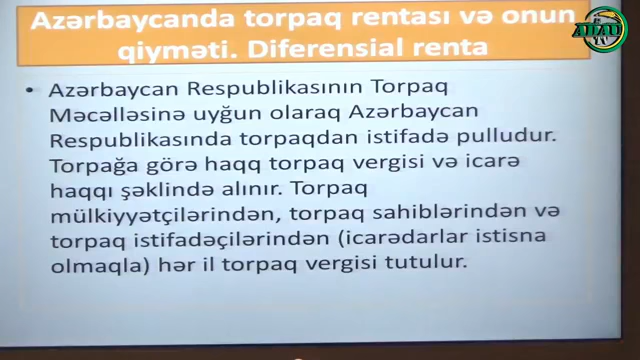 Azərbaycanda torpaq rentası və onun
qiyməti. Diferensial renta
ADAU
TV
• Azərbaycan Respublikasının Torpaq
Məcəlləsinə uyğun olaraq Azərbaycan
Respublikasında torpaqdan istifadə pulludur.
Torpağa görə haqq torpaq vergisi və icarə
haqqı şəklində alınır. Torpaq
mülkiyyətçilərindən, torpaq sahiblərindən və
torpaq istifadəçilərindən (icarədarlar istisna
olmaqla) hər il torpaq vergisi tutulur.